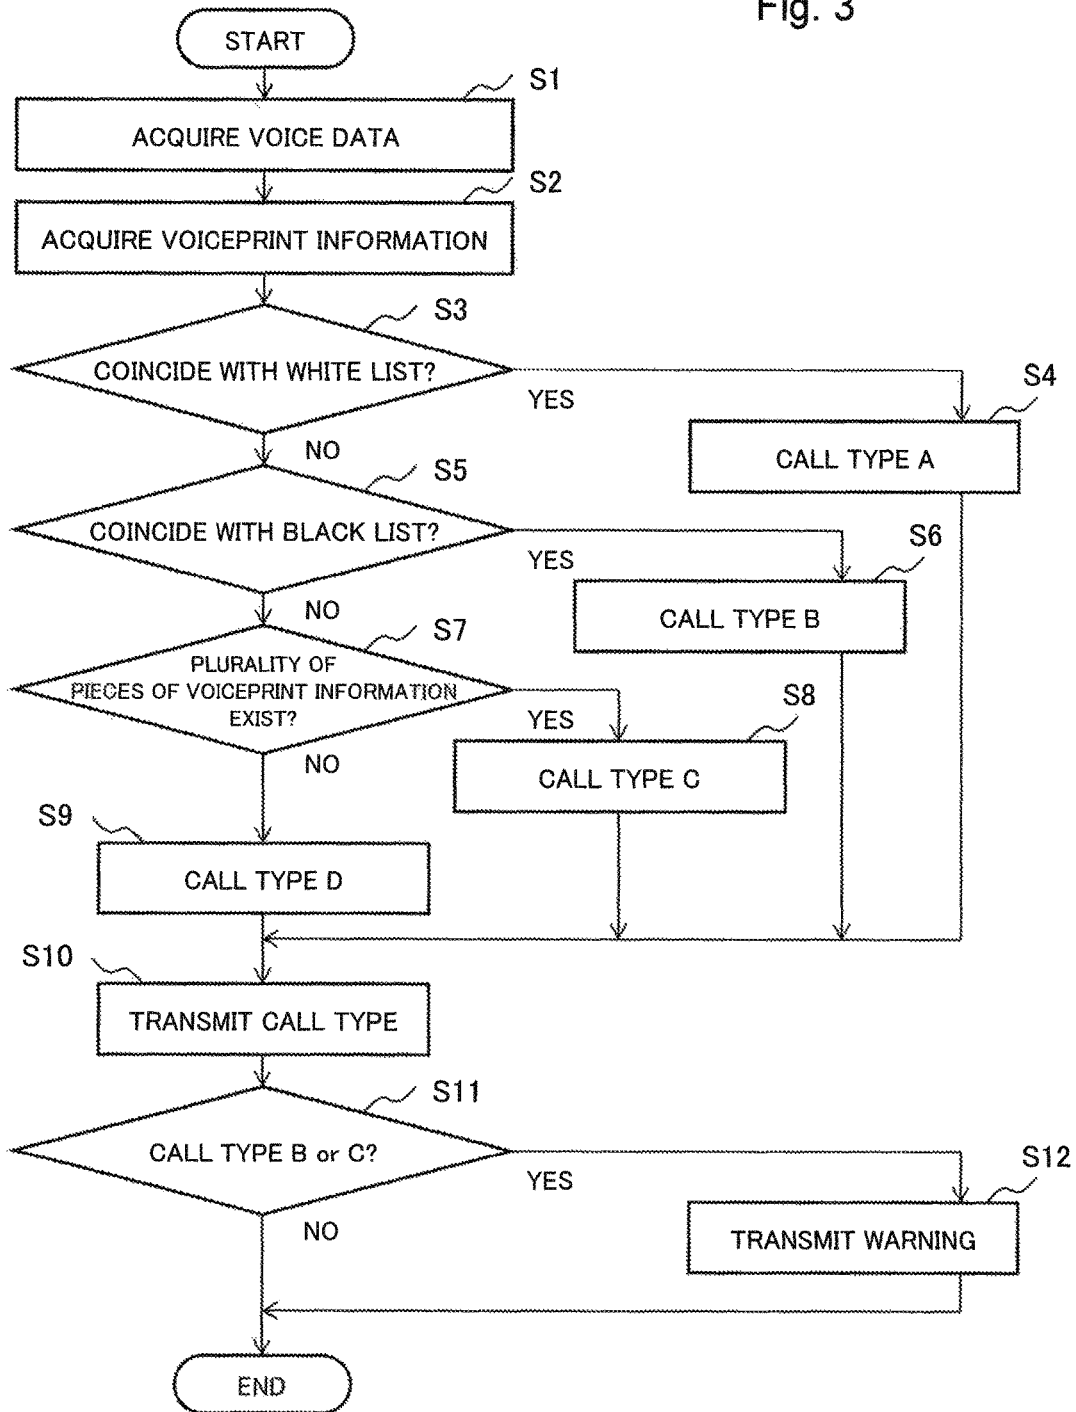 Fig. 3
START
S1
ACQUIRE VOICE DATA
S2
ACQUIRE VOICEPRINT INFORMATION
S3
COINCIDE WITH WHITE LIST?
YES
NO
S4
CALL TYPE A
S5
COINCIDE WITH BLACK LIST?
YES
NO
S6
CALL TYPE B
S7
PLURALITY OF
PIECES OF VOICEPRINT INFORMATION
EXIST?
YES
NO
S8
CALL TYPE C
S9
CALL TYPE D
S10
TRANSMIT CALL TYPE
S11
CALL TYPE B or C?
YES
NO
S12
TRANSMIT WARNING
END